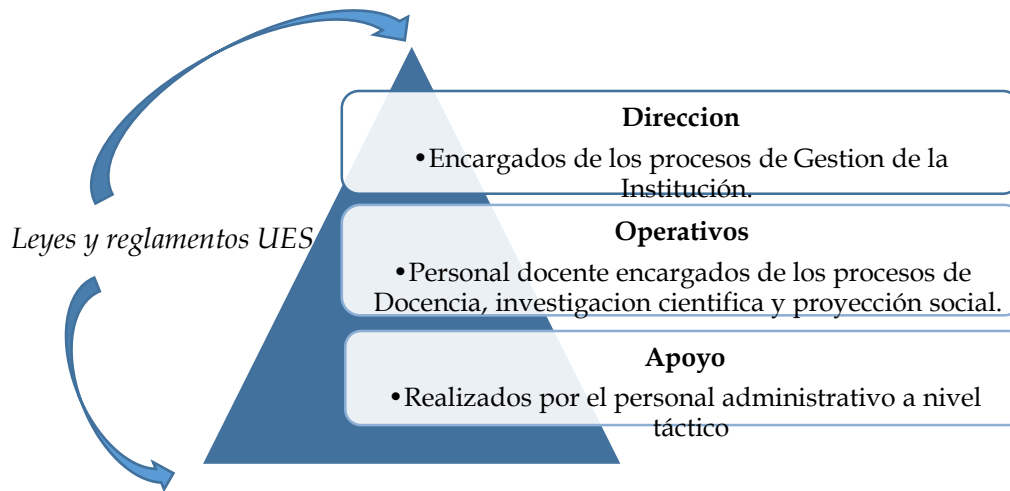 Direccion
•Encargados de los procesos de Gestion de la
Institución.
Leyes y reglamentos UES
Operativos
•Personal docente encargados de los procesos de
Docencia, investigacion cientifica y proyección social.
Apoyo
•Realizados por el personal administrativo a nivel
táctico